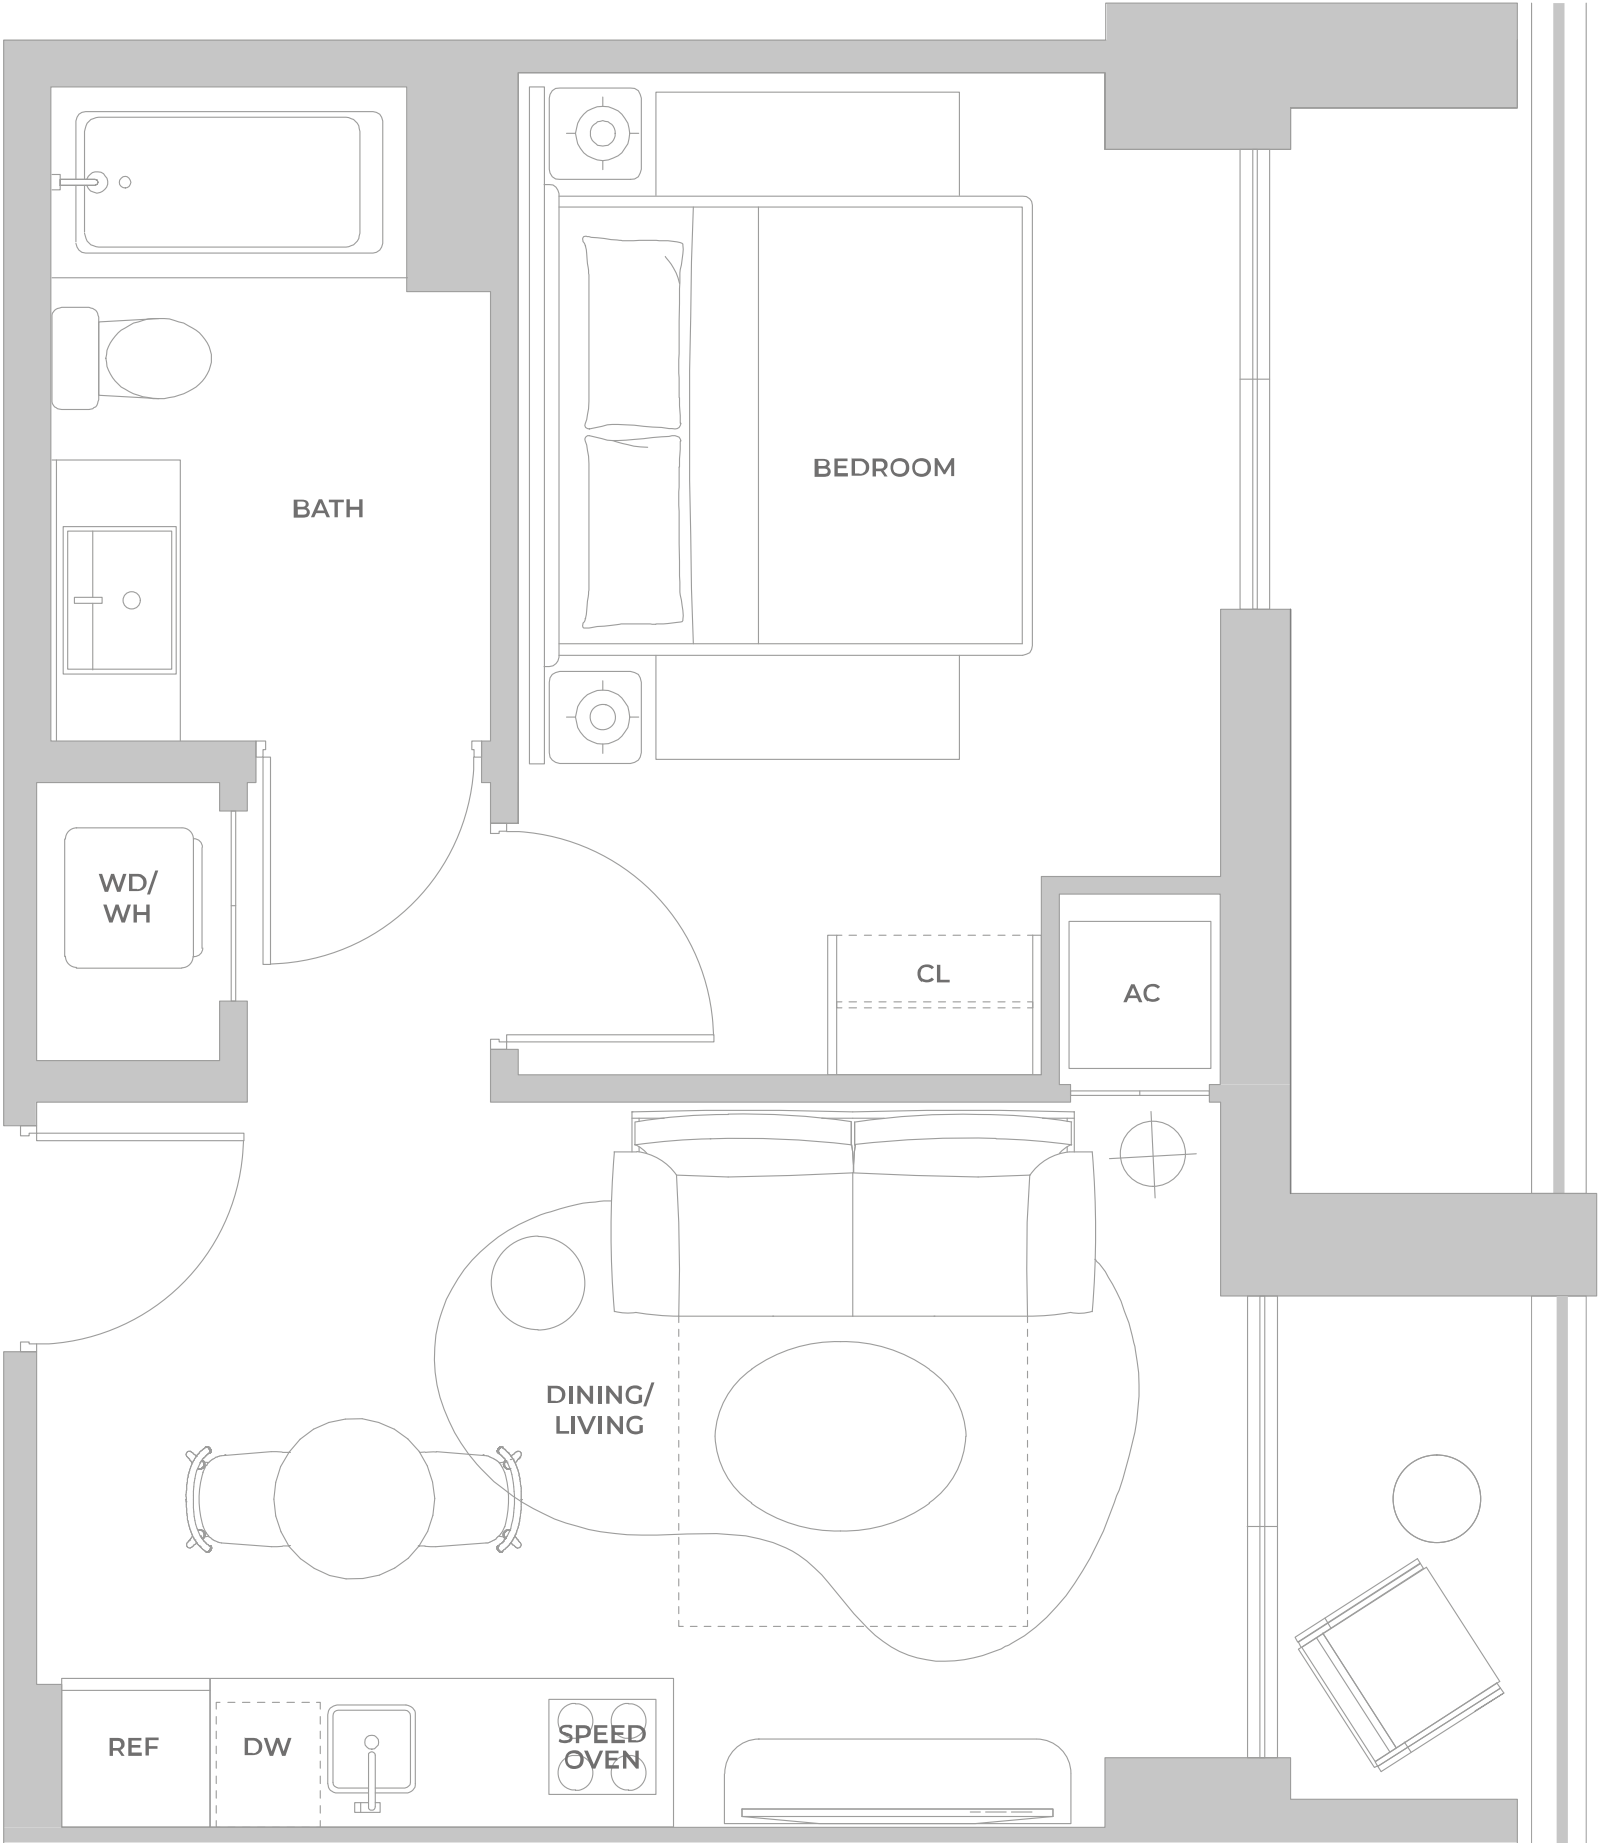 BEDROOM
BATH
WD/
WH
CL
AC
DINING/
LIVING
REF
DW
SPEED
OVEN